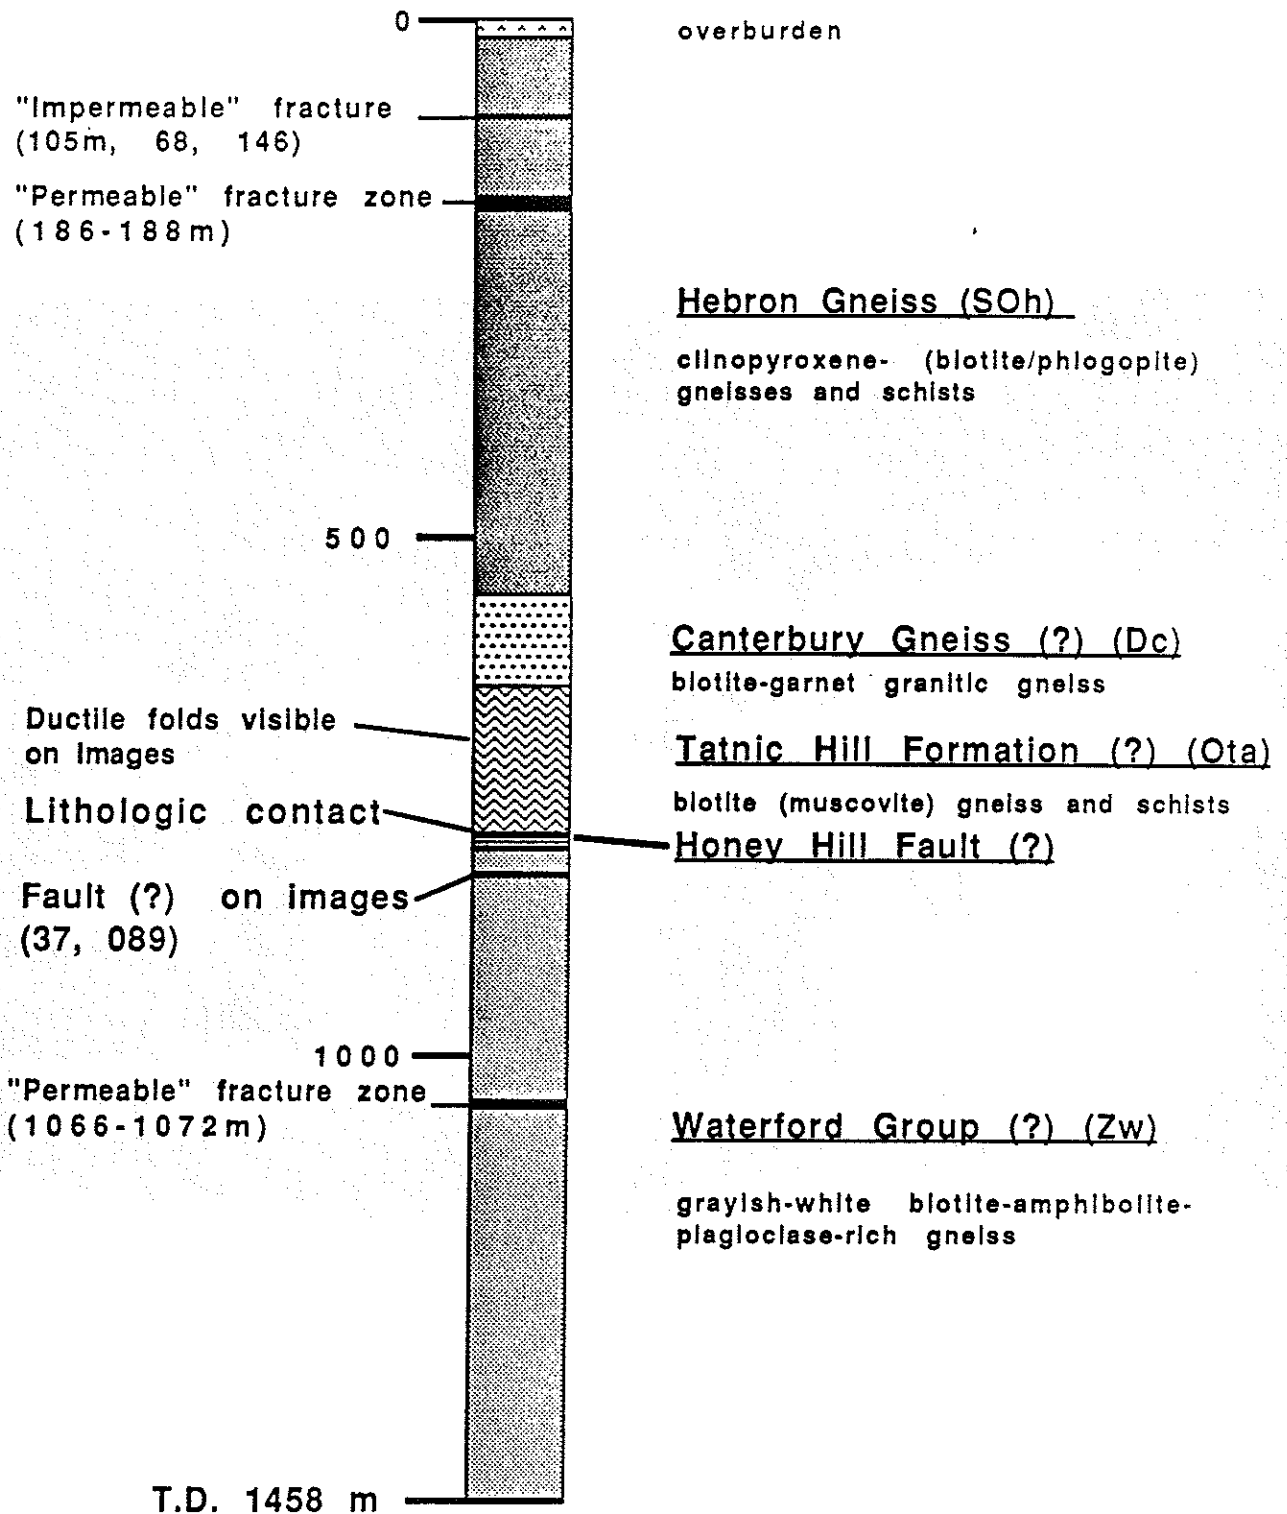 0
overburden
"Impermeable" fracture
(105m, 68, 146)
"Permeable" fracture zone
(186-188m)
Hebron Gneiss (SOh)
clinopyroxene- (biotite/phlogopite)
gneisses and schists
500
Canterbury Gneiss (?) (Dc)
biotite-garnet granitic gneiss
Ductile folds visible
on Images
Tatnic Hill Formation (?) (Ota)
biotite (muscovite) gneiss and schists
Lithologic contact
Honey Hill Fault (?)
Fault (?) on images
(37, 089)
1000
"Permeable" fracture zone
(1066-1072m)
Waterford Group (?) (Zw)
grayish-white biotite-amphibolite-
plagioclase-rich gneiss
T.D. 1458 m